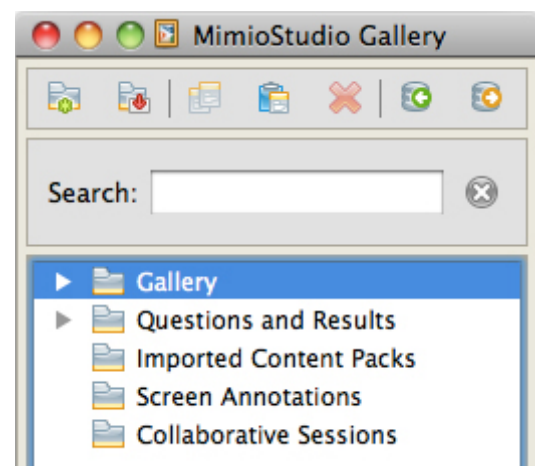 MimioStudio Gallery
Search:
Gallery
Questions and Results
Imported Content Packs
Screen Annotations
Collaborative Sessions